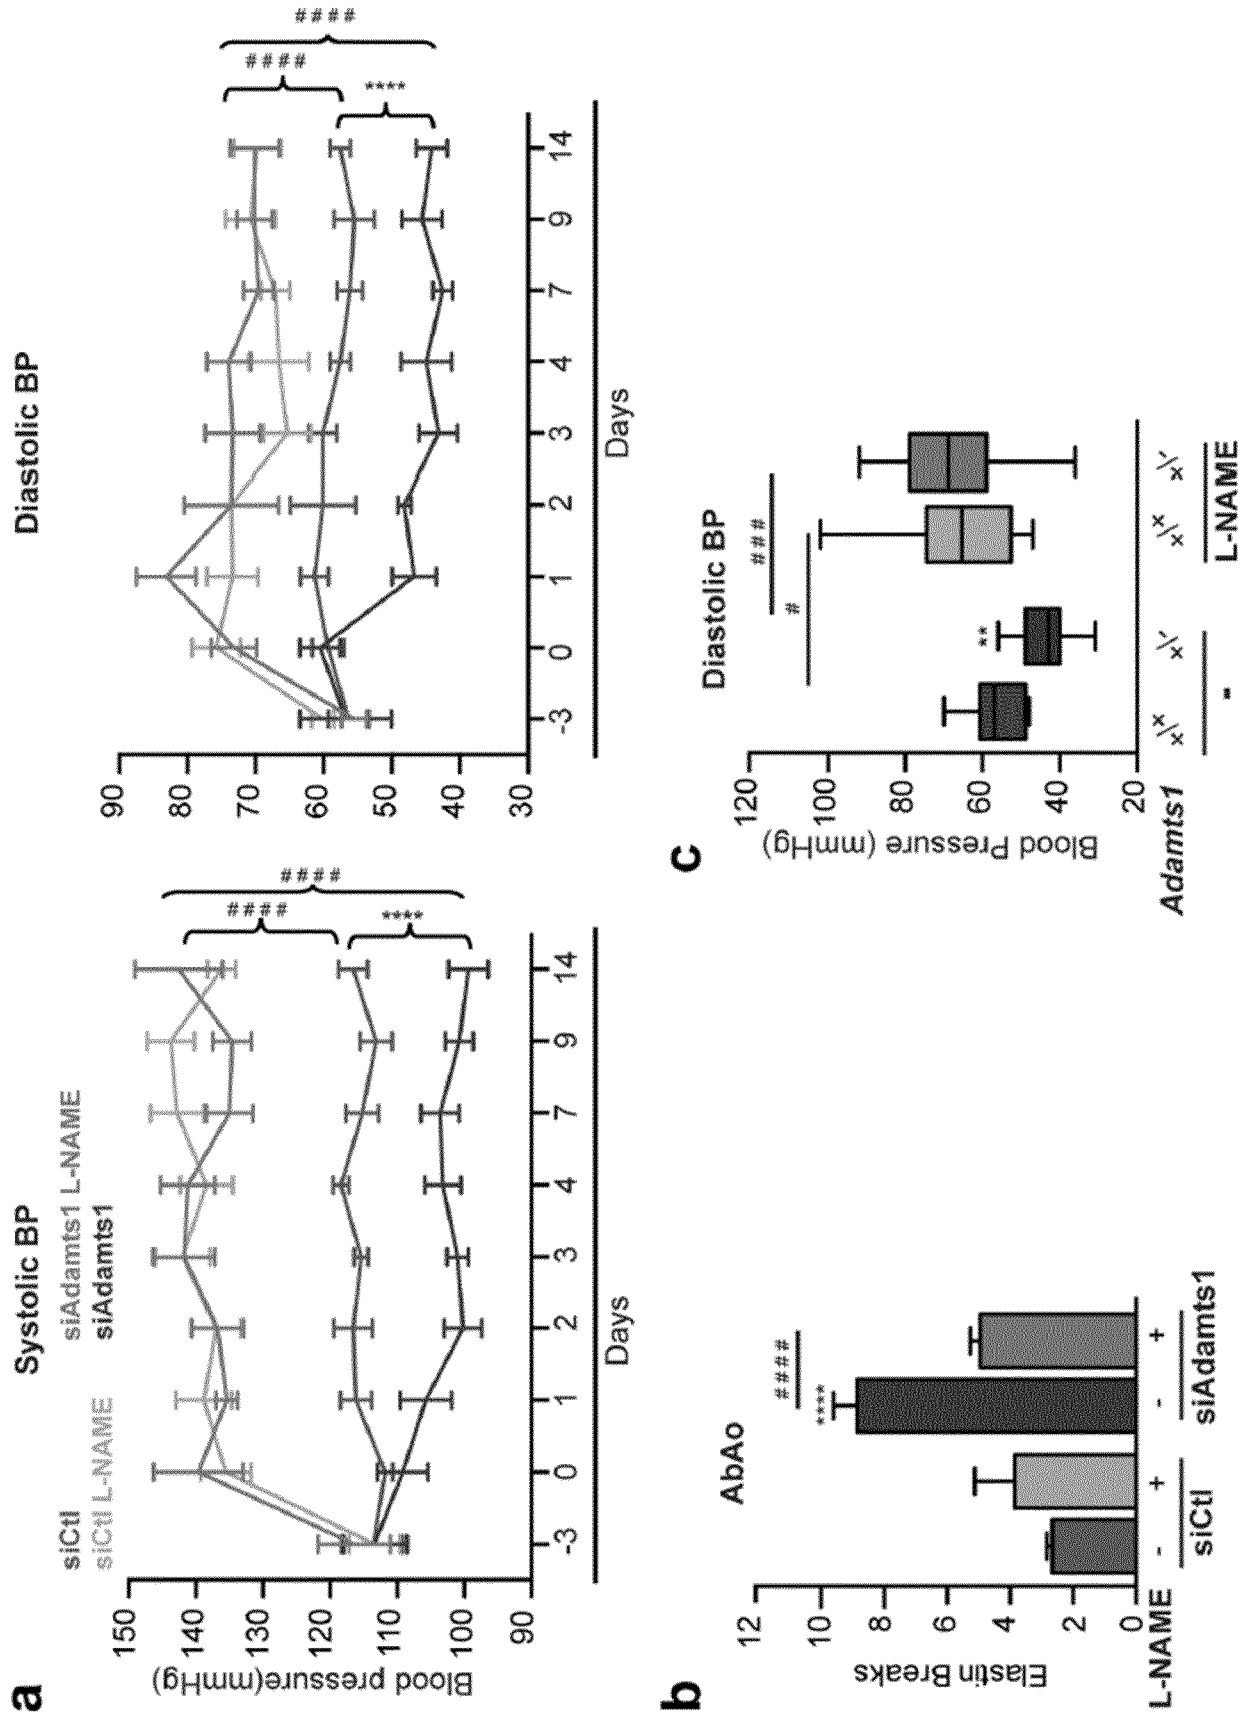 a
Systolic BP
siCtl siAdamts1 L-NAME
siCtl L-NAME siAdamts1
Blood pressure(mmHg)
150
140
130
120
110
100
90
-3 0 1 2 3 4 7 9 14
Days
####
####
****
Diastolic BP
90
80
70
60
50
40
30
-3 0 1 2 3 4 7 9 14
Days
####
####
****
b
AbAo
Elastin Breaks
12
10
8
6
4
2
0
####
****
L-NAME - + - +
siCtl siAdamts1
c
Diastolic BP
Blood Pressure (mmHg)
120
100
80
60
40
20
###
#
**
Adamts1 +/+ +/- +/+ +/-
- L-NAME